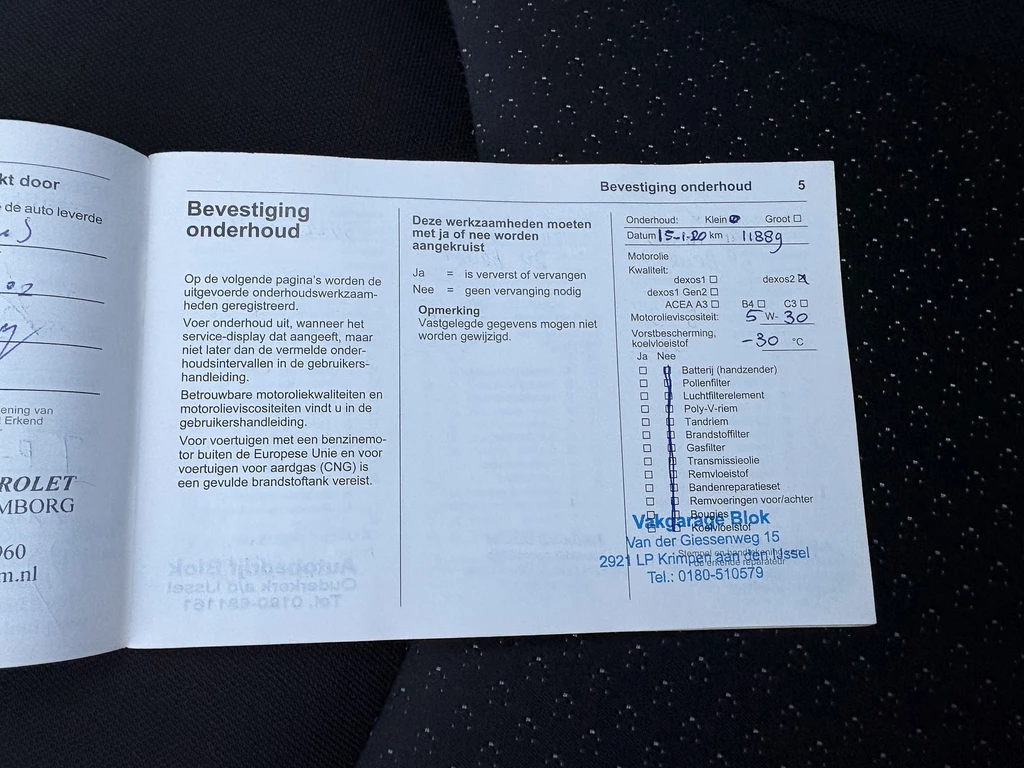 kt door
de auto leverde
ening van
Erkend
ROLET
MBORG
960
m.nl
Bevestiging onderhoud 5
Bevestiging
onderhoud
Op de volgende pagina's worden de
uitgevoerde onderhoudswerkzaam-
heden geregistreerd.
Voer onderhoud uit, wanneer het
service-display dat aangeeft, maar
niet later dan de vermelde onder-
houdsintervallen in de gebruikers-
handleiding.
Betrouwbare motoroliekwaliteiten en
motorolieviscositeiten vindt u in de
gebruikershandleiding.
Voor voertuigen met een benzinemo-
tor buiten de Europese Unie en voor
voertuigen voor aardgas (CNG) is
een gevulde brandstoftank vereist.
Deze werkzaamheden moeten
met ja of nee worden
aangekruist
Ja = is ververst of vervangen
Nee = geen vervanging nodig
Opmerking
Vastgelegde gegevens mogen niet
worden gewijzigd.
Onderhoud: Klein Groot
Datum 15-1-20 km 11889
Motorolie
Kwaliteit:
dexos1 dexos2
dexos1 Gen2
ACEA A3 B4 C3
Motorolieviscositeit: 5 W- 30
Vorstbescherming,
koelvloeistof -30 °C
Ja Nee
Batterij (handzender)
Pollenfilter
Luchtfilterelement
Poly-V-riem
Tandriem
Brandstoffilter
Gasfilter
Transmissieolie
Remvloeistof
Bandenreparatieset
Remvoeringen voor/achter
Bougies
Koelvloeistof
Vakgarage Blok
Van der Giessenweg 15
2921 LP Krimpen aan den IJssel
Tel.: 0180-510579